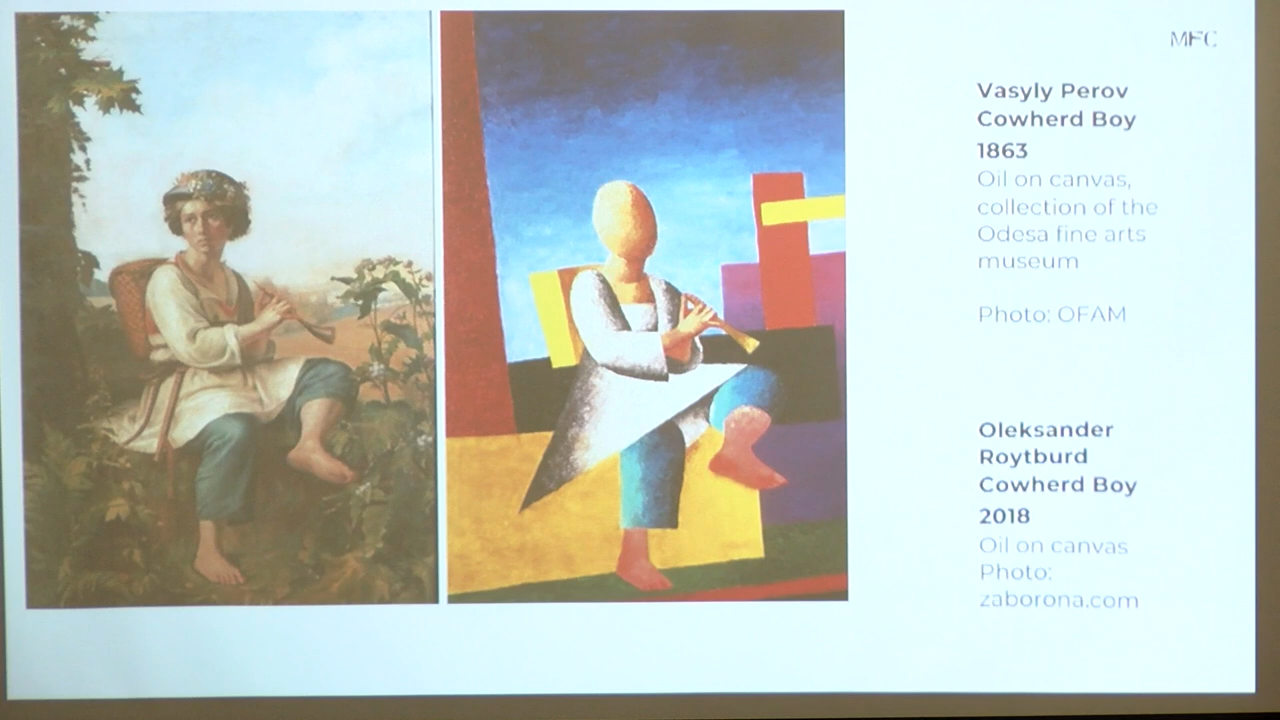 MFC
Vasyly Perov
Cowherd Boy
1863
Oil on canvas,
collection of the
Odesa fine arts
museum
Photo: OFAM
Oleksander
Roytburd
Cowherd Boy
2018
Oil on canvas
Photo:
zaborona.com